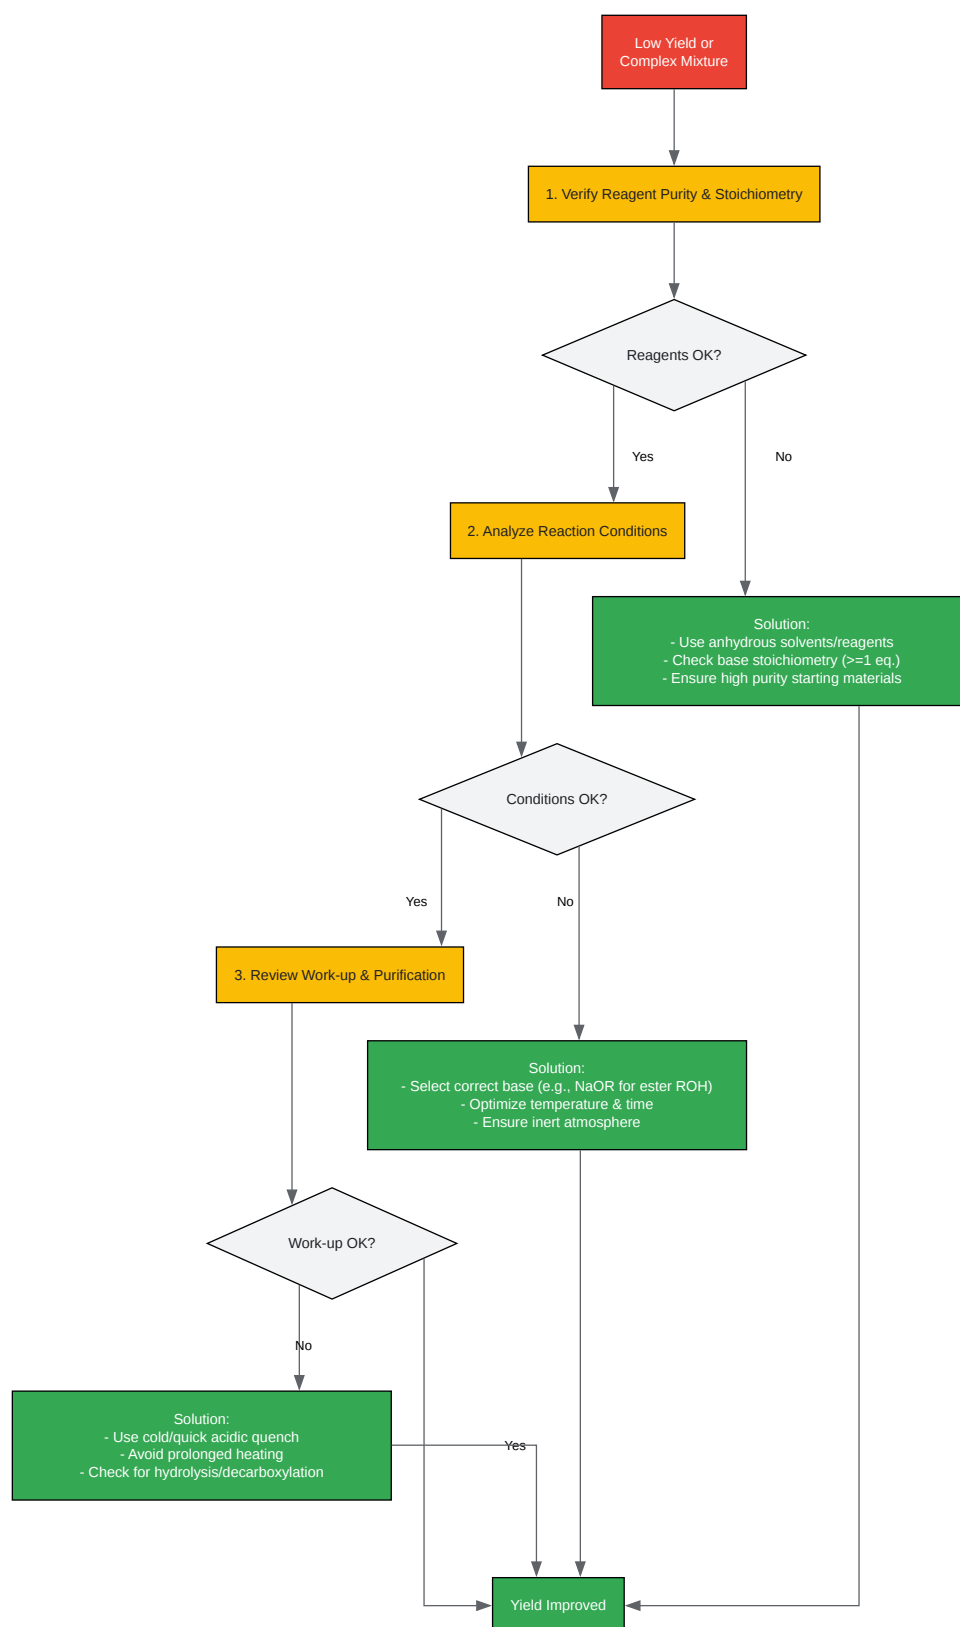 Low Yield or
Complex Mixture
1. Verify Reagent Purity & Stoichiometry
Reagents OK?
Yes
No
2. Analyze Reaction Conditions
Solution:
- Use anhydrous solvents/reagents
- Check base stoichiometry (>=1 eq.)
- Ensure high purity starting materials
Conditions OK?
Yes
No
3. Review Work-up & Purification
Solution:
- Select correct base (e.g., NaOR for ester ROH)
- Optimize temperature & time
- Ensure inert atmosphere
Work-up OK?
No
Solution:
- Use cold/quick acidic quench
- Avoid prolonged heating
- Check for hydrolysis/decarboxylation
Yes
Yield Improved